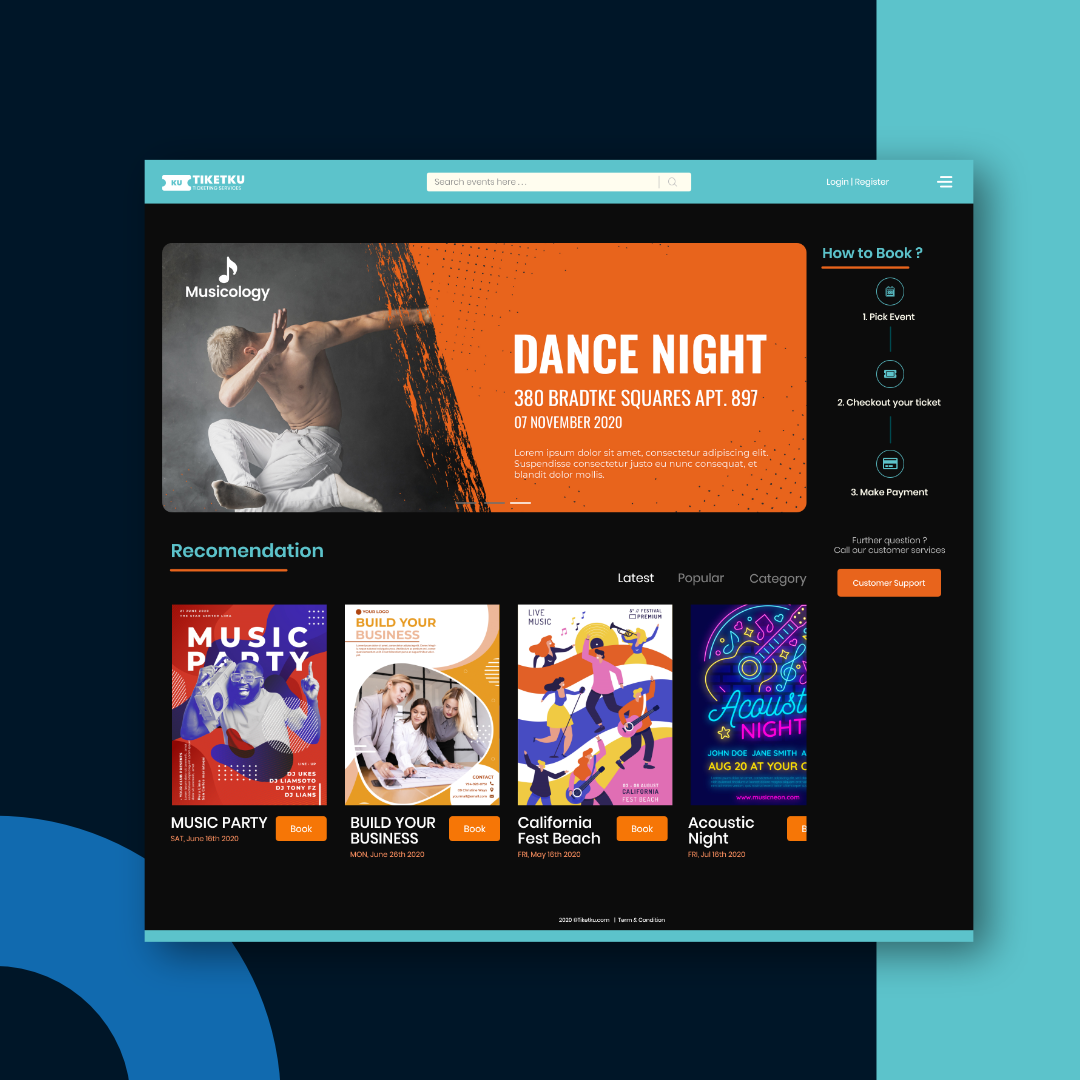 KU TIKETKU
TICKETING SERVICES
Search events here . . .
Login | Register
Musicology
DANCE NIGHT
380 BRADTKE SQUARES APT. 897
07 NOVEMBER 2020
Lorem ipsum dolor sit amet, consectetur adipiscing elit.
Suspendisse consectetur justo eu nunc consequat, et
blandit dolor mollis.
How to Book ?
1. Pick Event
2. Checkout your ticket
3. Make Payment
Further question ?
Call our customer services
Customer Support
Recomendation
Latest Popular Category
MUSIC
PARTY
LINE - UP
DJ UKES
DJ LIAMSOTO
DJ TONY FZ
DJ LIANS
YOUR LOGO
BUILD YOUR
BUSINESS
CONTACT
LIVE
MUSIC
FESTIVAL
PREMIUM
CALIFORNIA
FEST BEACH
Acousti
NIGHT
JOHN DOE JANE SMITH A
AUG 20 AT YOUR C
www.musicneon.com
MUSIC PARTY
SAT, June 16th 2020
Book
BUILD YOUR
BUSINESS
MON, June 26th 2020
Book
California
Fest Beach
FRI, May 16th 2020
Book
Acoustic
Night
FRI, Jul 16th 2020
B
2020 ©Tiketku.com | Term & Condition